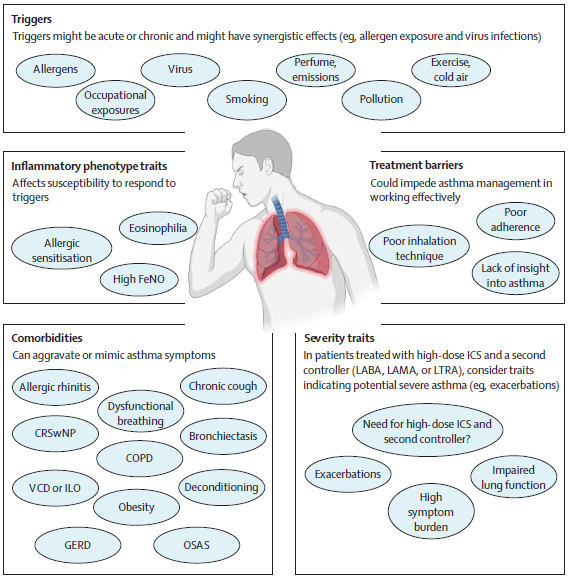 Triggers
Triggers might be acute or chronic and might have synergistic effects (eg, allergen exposure and virus infections)
Allergens
Virus
Perfume,
emissions
Exercise,
cold air
Occupational
exposures
Smoking
Pollution
Inflammatory phenotype traits
Affects susceptibility to respond to
triggers
Eosinophilia
Allergic
sensitisation
High FeNO
Treatment barriers
Could impede asthma management in
working effectively
Poor
adherence
Poor inhalation
technique
Lack of insight
into asthma
Comorbidities
Can aggravate or mimic asthma symptoms
Allergic rhinitis
Chronic cough
Dysfunctional
breathing
CRSwNP
Bronchiectasis
COPD
VCD or ILO
Deconditioning
Obesity
GERD
OSAS
Severity traits
In patients treated with high-dose ICS and a second
controller (LABA, LAMA, or LTRA), consider traits
indicating potential severe asthma (eg, exacerbations)
Need for high-dose ICS and
second controller?
Exacerbations
Impaired
lung function
High
symptom
burden